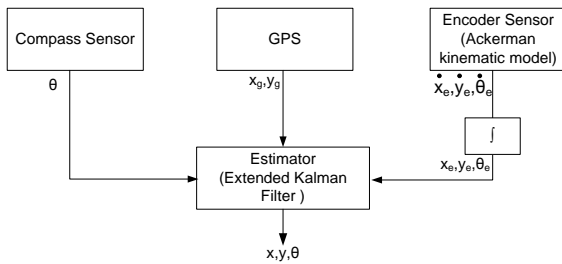 Compass Sensor
GPS
Encoder Sensor
(Ackerman
kinematic model)
θ
xg,yg
ẋe,ẏe,θ̇e
∫
xe,ye,θe
Estimator
(Extended Kalman
Filter )
x,y,θ